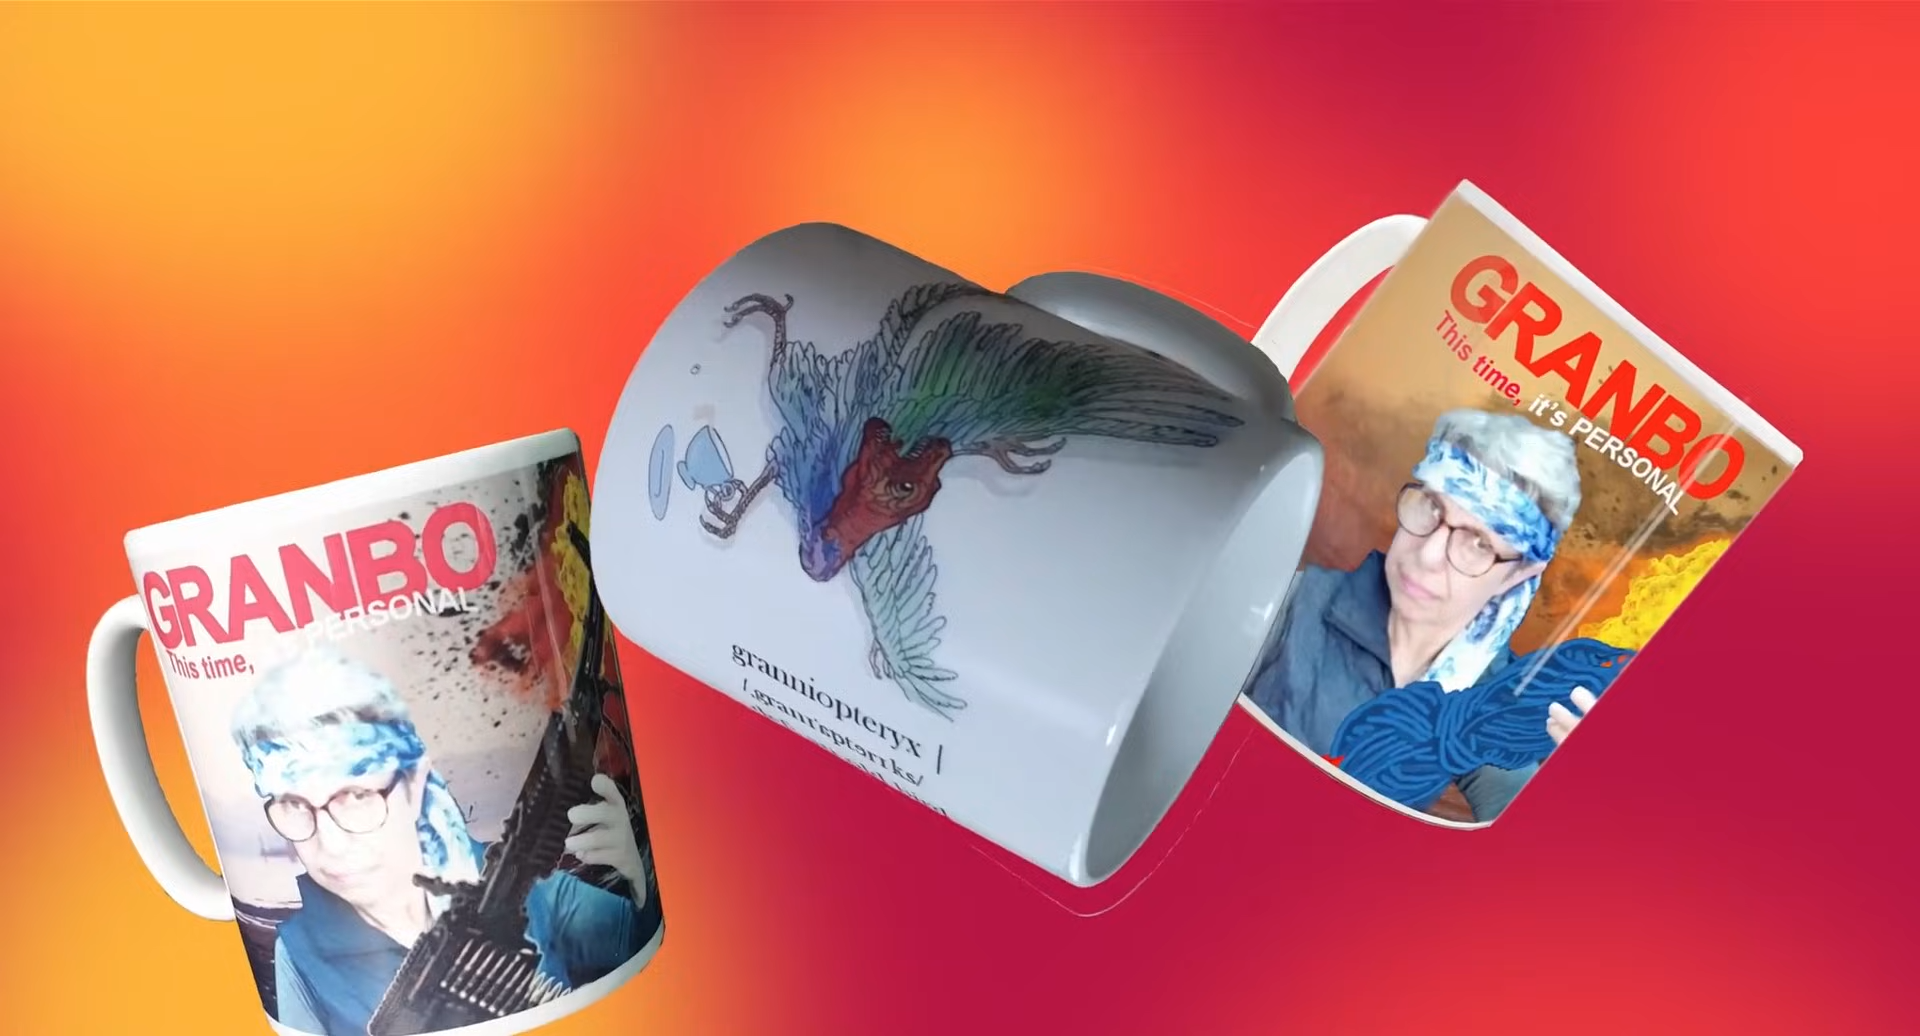 GRANBO
This time,
PERSONAL
granniopteryx |
GRANBO
This time, it's PERSONAL